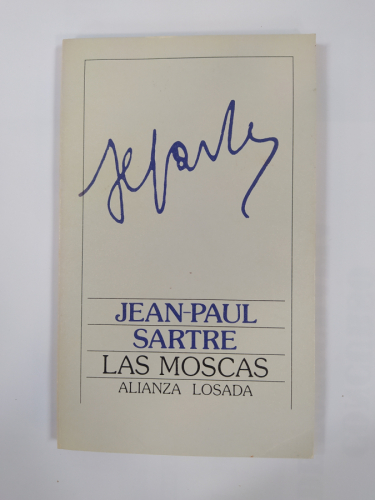 JEAN-PAUL
SARTRE
LAS MOSCAS
ALIANZA LOSADA